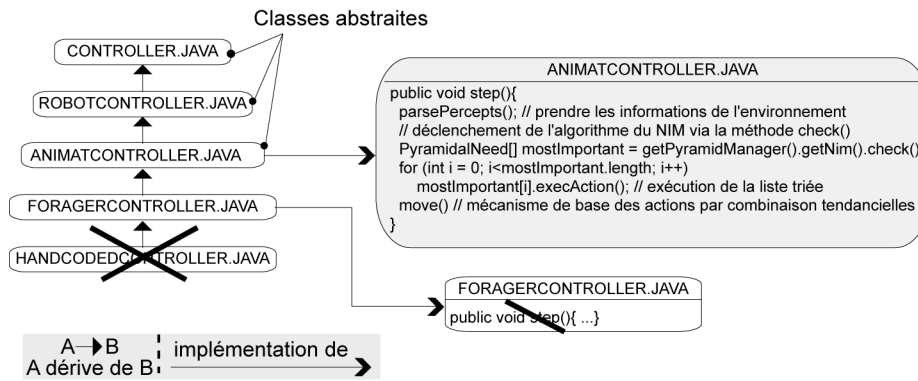 Classes abstraites
CONTROLLER.JAVA
ROBOTCONTROLLER.JAVA
ANIMATCONTROLLER.JAVA
FORAGERCONTROLLER.JAVA
HANDCODEDCONTROLLER.JAVA
ANIMATCONTROLLER.JAVA
public void step(){
parsePercepts(); // prendre les informations de l'environnement
// déclenchement de l'algorithme du NIM via la méthode check()
PyramidalNeed[] mostImportant = getPyramidManager().getNim().check()
for (int i = 0; i<mostImportant.length; i++)
mostImportant[i].execAction(); // exécution de la liste triée
move() // mécanisme de base des actions par combinaison tendancielles
}
FORAGERCONTROLLER.JAVA
public void step(){ ...}
A B
A dérive de B
implémentation de